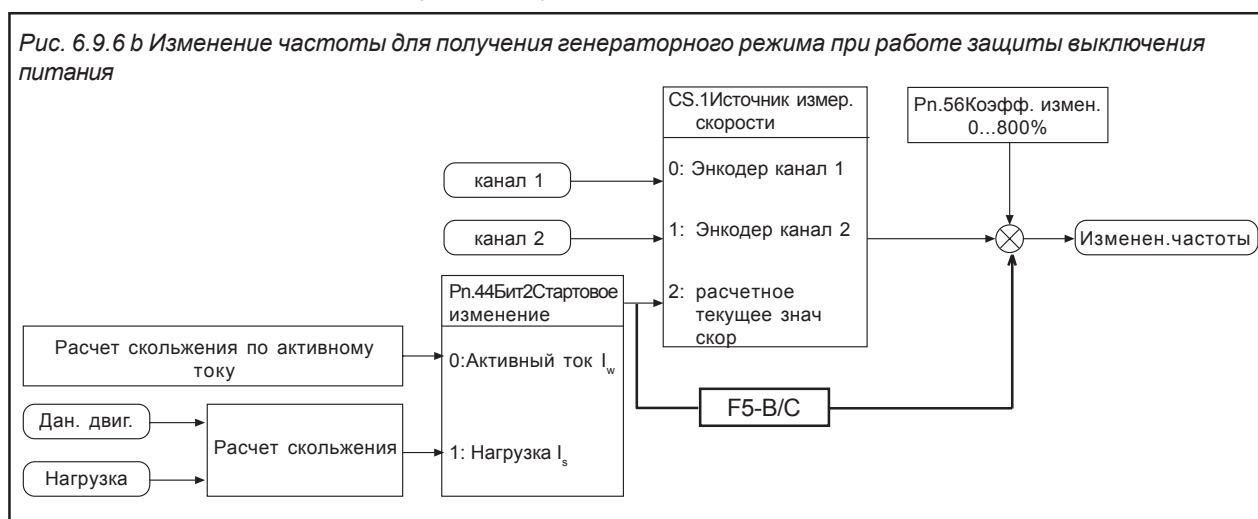 Рис. 6.9.6 b Изменение частоты для получения генераторного режима при работе защиты выключения
питания
CS.1Источник измер.
скорости
Pn.56Коэфф. измен.
0...800%
канал 1
0: Энкодер канал 1
канал 2
1: Энкодер канал 2
Изменен.частоты
Pn.44Бит2Стартовое
изменение
2: расчетное
текущее знач
скор
Расчет скольжения по активному
току
0:Активный ток Iw
F5-B/C
Дан. двиг.
Расчет скольжения
1: Нагрузка Is
Нагрузка